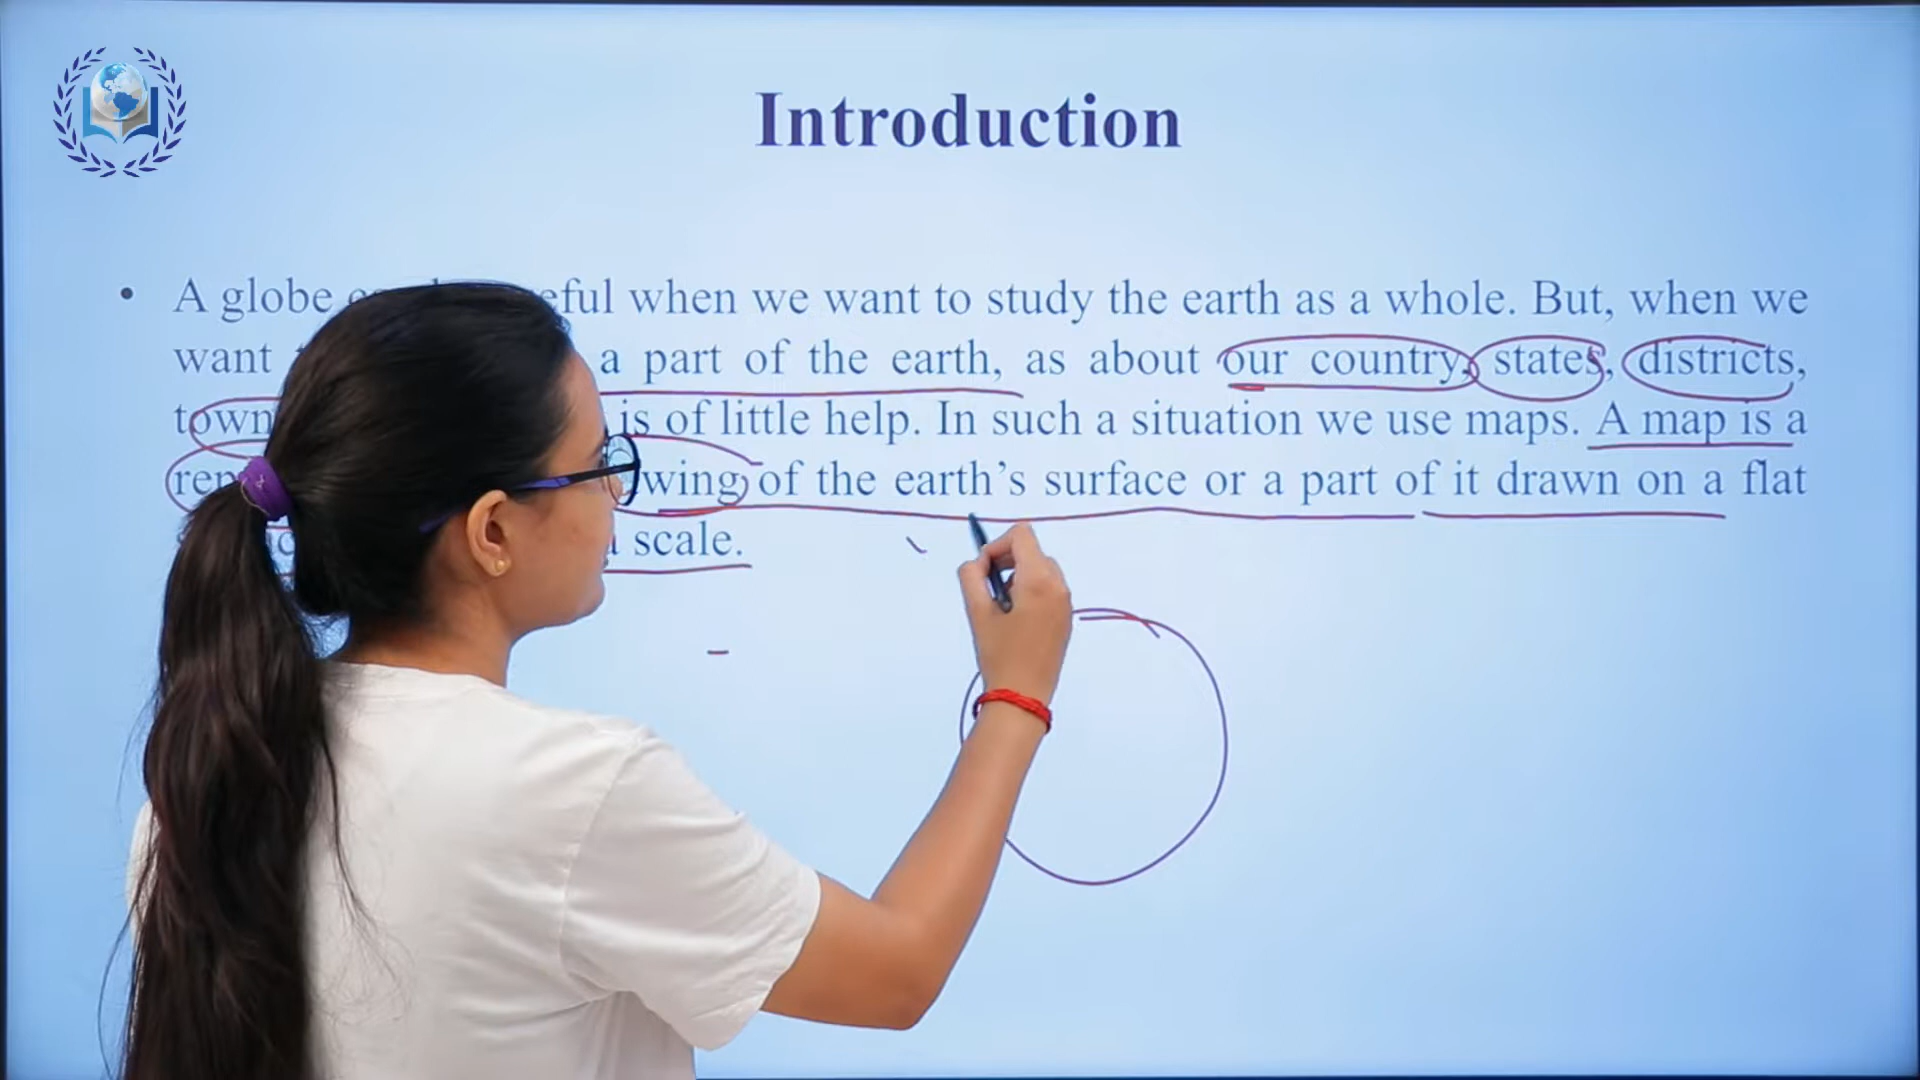 Introduction
• A globe eful when we want to study the earth as a whole. But, when we
want a part of the earth, as about our country, states, districts,
town is of little help. In such a situation we use maps. A map is a
rep wing of the earth’s surface or a part of it drawn on a flat
scale.